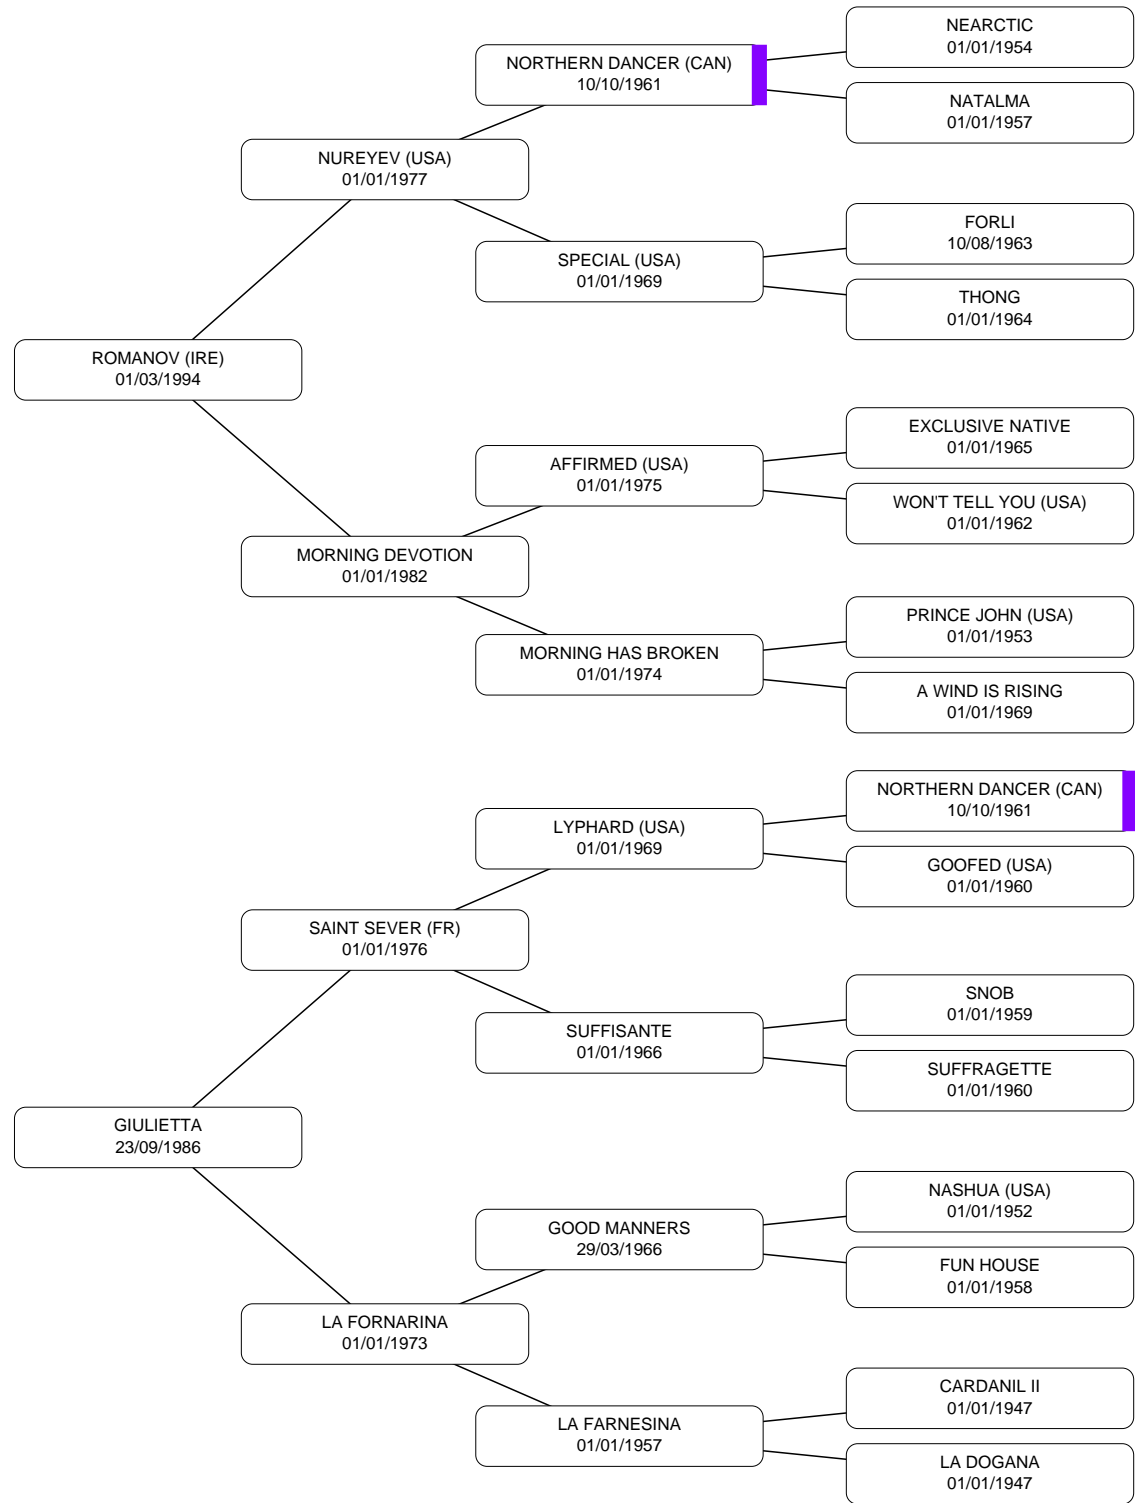 NEARCTIC
01/01/1954
NORTHERN DANCER (CAN)
10/10/1961
NATALMA
01/01/1957
NUREYEV (USA)
01/01/1977
FORLI
10/08/1963
SPECIAL (USA)
01/01/1969
THONG
01/01/1964
ROMANOV (IRE)
01/03/1994
EXCLUSIVE NATIVE
01/01/1965
AFFIRMED (USA)
01/01/1975
WON'T TELL YOU (USA)
01/01/1962
MORNING DEVOTION
01/01/1982
PRINCE JOHN (USA)
01/01/1953
MORNING HAS BROKEN
01/01/1974
A WIND IS RISING
01/01/1969
NORTHERN DANCER (CAN)
10/10/1961
LYPHARD (USA)
01/01/1969
GOOFED (USA)
01/01/1960
SAINT SEVER (FR)
01/01/1976
SNOB
01/01/1959
SUFFISANTE
01/01/1966
SUFFRAGETTE
01/01/1960
GIULIETTA
23/09/1986
NASHUA (USA)
01/01/1952
GOOD MANNERS
29/03/1966
FUN HOUSE
01/01/1958
LA FORNARINA
01/01/1973
CARDANIL II
01/01/1947
LA FARNESINA
01/01/1957
LA DOGANA
01/01/1947